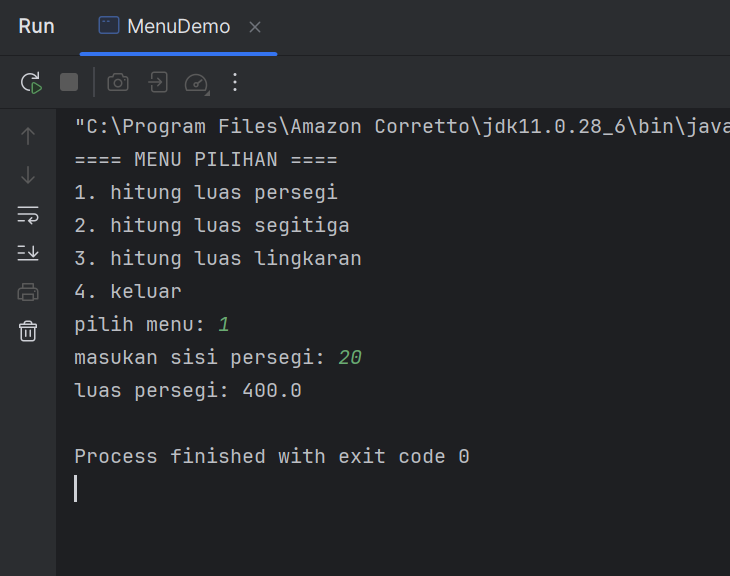 Run MenuDemo
"C:\Program Files\Amazon Corretto\jdk11.0.28_6\bin\java
==== MENU PILIHAN ====
1. hitung luas persegi
2. hitung luas segitiga
3. hitung luas lingkaran
4. keluar
pilih menu: 1
masukan sisi persegi: 20
luas persegi: 400.0
Process finished with exit code 0